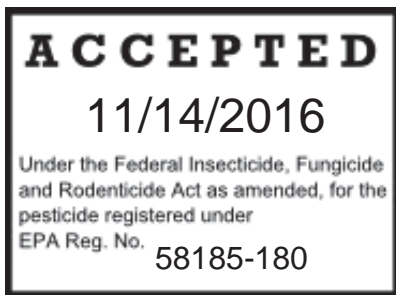 ACCEPTED
11/14/2016
Under the Federal Insecticide, Fungicide
and Rodenticide Act as amended, for the
pesticide registered under
EPA Reg. No. 58185-180